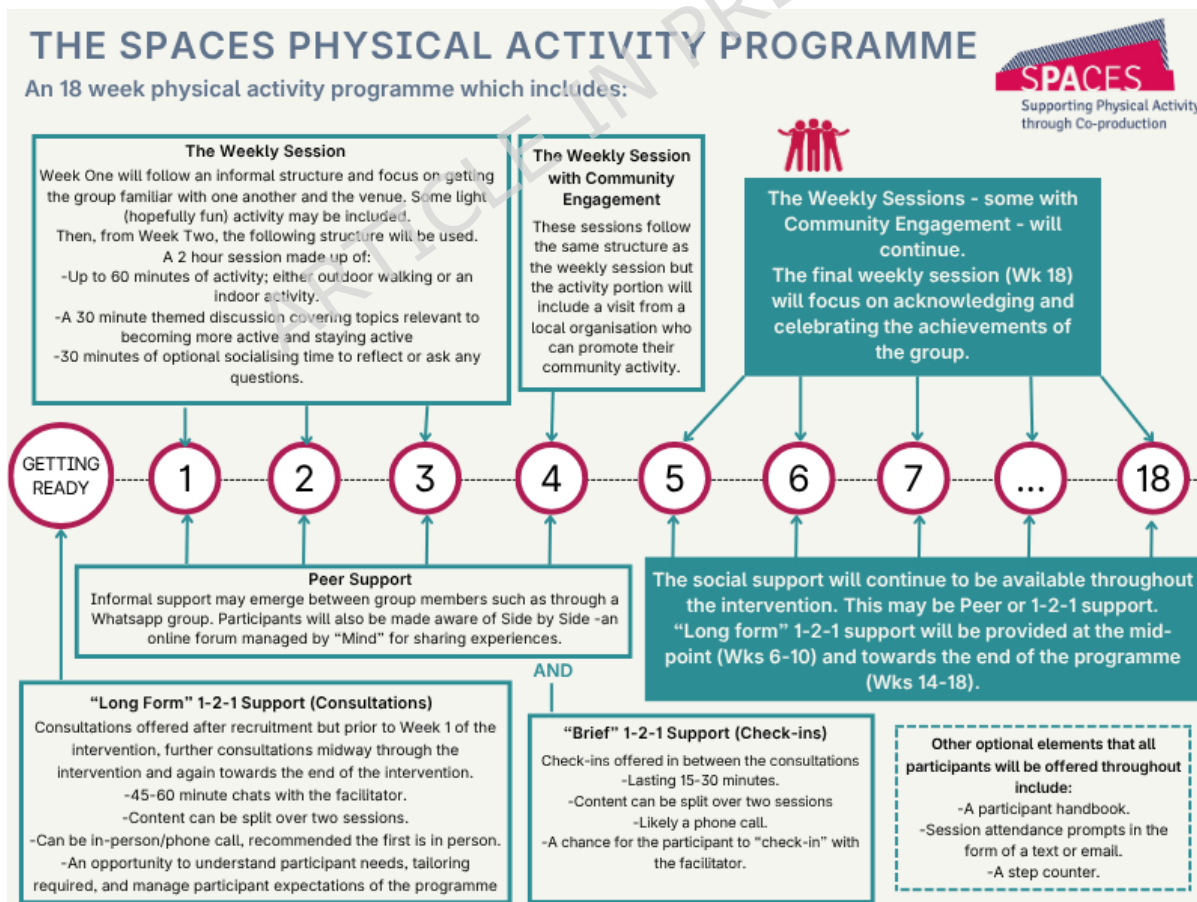 THE SPACES PHYSICAL ACTIVITY PROGRAMME
An 18 week physical activity programme which includes:
SPACES
Supporting Physical Activity
through Co-production
ARTICLE IN PRE
The Weekly Session
Week One will follow an informal structure and focus on getting
the group familiar with one another and the venue. Some light
(hopefully fun) activity may be included.
Then, from Week Two, the following structure will be used.
A 2 hour session made up of:
-Up to 60 minutes of activity; either outdoor walking or an
indoor activity.
-A 30 minute themed discussion covering topics relevant to
becoming more active and staying active
-30 minutes of optional socialising time to reflect or ask any
questions.
The Weekly Session
with Community
Engagement
These sessions follow
the same structure as
the weekly session but
the activity portion will
include a visit from a
local organisation who
can promote their
community activity.
The Weekly Sessions - some with
Community Engagement - will
continue.
The final weekly session (Wk 18)
will focus on acknowledging and
celebrating the achievements of
the group.
GETTING
READY
1
2
3
4
5
6
7
...
18
Peer Support
Informal support may emerge between group members such as through a
Whatsapp group. Participants will also be made aware of Side by Side -an
online forum managed by “Mind” for sharing experiences.
The social support will continue to be available throughout
the intervention. This may be Peer or 1-2-1 support.
“Long form” 1-2-1 support will be provided at the mid-
point (Wks 6-10) and towards the end of the programme
(Wks 14-18).
AND
“Long Form” 1-2-1 Support (Consultations)
Consultations offered after recruitment but prior to Week 1 of the
intervention, further consultations midway through the
intervention and again towards the end of the intervention.
-45-60 minute chats with the facilitator.
-Content can be split over two sessions.
-Can be in-person/phone call, recommended the first is in person.
-An opportunity to understand participant needs, tailoring
required, and manage participant expectations of the programme
“Brief” 1-2-1 Support (Check-ins)
Check-ins offered in between the consultations
-Lasting 15-30 minutes.
-Content can be split over two sessions
-Likely a phone call.
-A chance for the participant to “check-in” with
the facilitator.
Other optional elements that all
participants will be offered throughout
include:
-A participant handbook.
-Session attendance prompts in the
form of a text or email.
-A step counter.